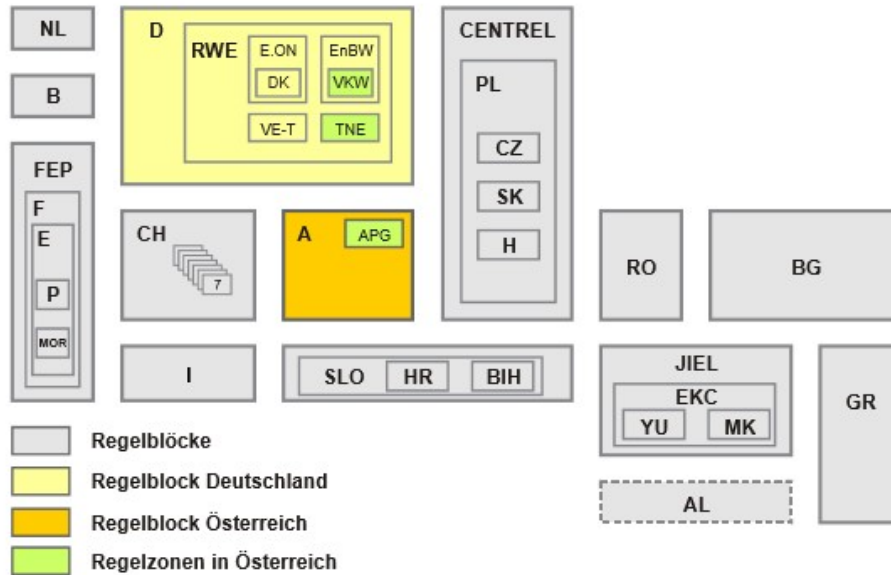 NL
B
FEP
F
E
P
MOR
D
RWE
E.ON
DK
EnBW
VKW
VE-T
TNE
CH
7
A
APG
CENTREL
PL
CZ
SK
H
RO
BG
I
SLO
HR
BIH
JIEL
EKC
YU
MK
GR
AL
Regelblöcke
Regelblock Deutschland
Regelblock Österreich
Regelzonen in Österreich